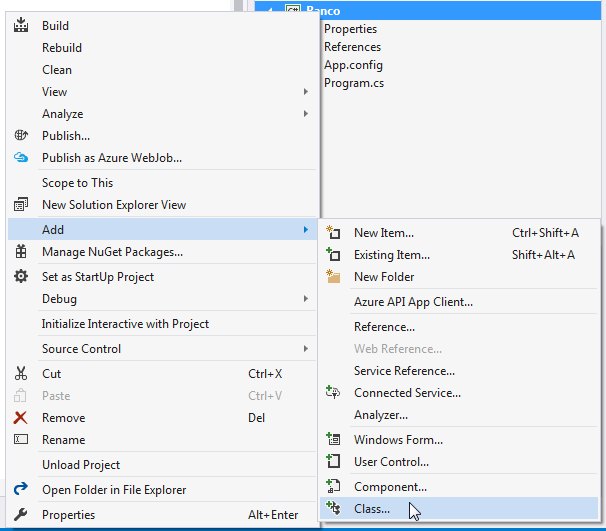 Banco
Properties
References
App.config
Program.cs
Build
Rebuild
Clean
View
Analyze
Publish...
Publish as Azure WebJob...
Scope to This
New Solution Explorer View
Add
Manage NuGet Packages...
Set as StartUp Project
Debug
Initialize Interactive with Project
Source Control
Cut Ctrl+X
Paste Ctrl+V
Remove Del
Rename
Unload Project
Open Folder in File Explorer
Properties Alt+Enter
New Item... Ctrl+Shift+A
Existing Item... Shift+Alt+A
New Folder
Azure API App Client...
Reference...
Web Reference...
Service Reference...
Connected Service...
Analyzer...
Windows Form...
User Control...
Component...
Class...